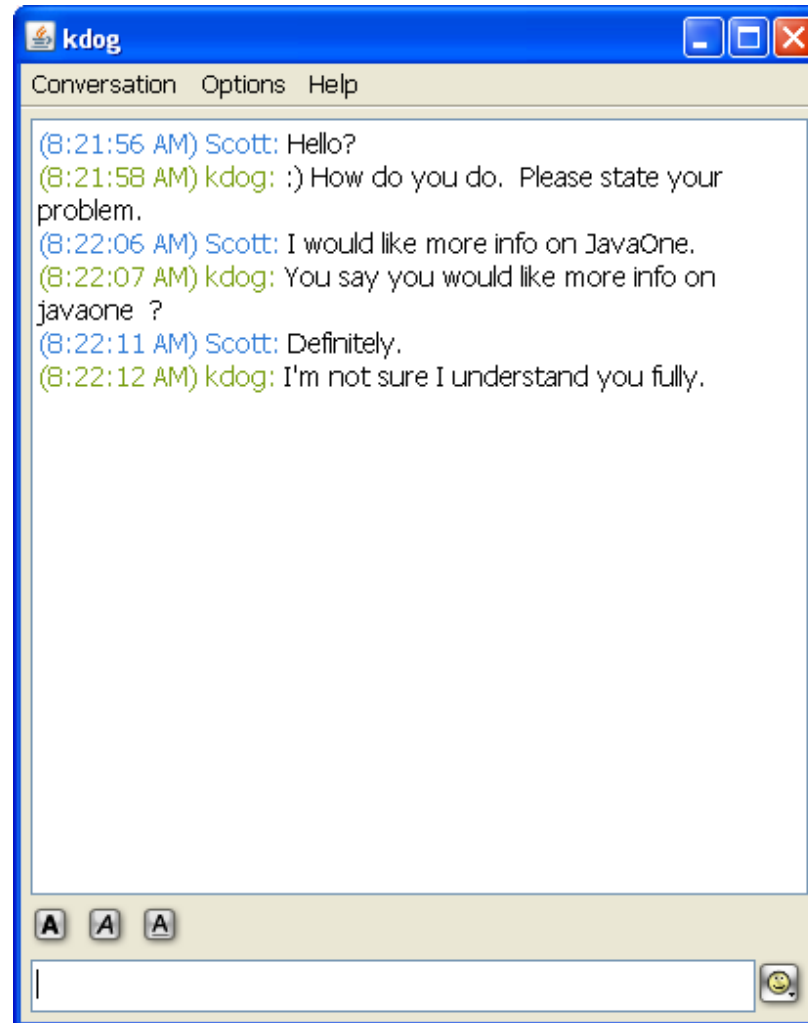 kdog
Conversation Options Help
(8:21:56 AM) Scott: Hello?
(8:21:58 AM) kdog: :) How do you do.  Please state your
problem.
(8:22:06 AM) Scott: I would like more info on JavaOne.
(8:22:07 AM) kdog: You say you would like more info on
javaone  ?
(8:22:11 AM) Scott: Definitely.
(8:22:12 AM) kdog: I'm not sure I understand you fully.
A A A